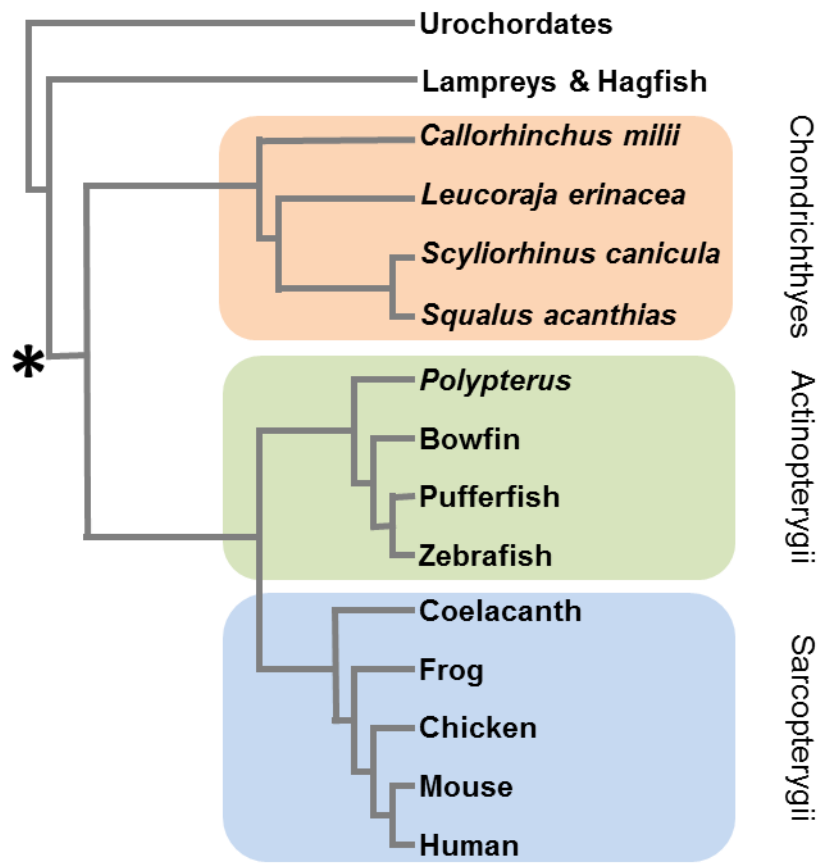 Urochordates
Lampreys & Hagfish
Callorhinchus milii
Leucoraja erinacea
Scyliorhinus canicula
Squalus acanthias
Chondrichthyes
*
Polypterus
Bowfin
Pufferfish
Zebrafish
Actinopterygii
Coelacanth
Frog
Chicken
Mouse
Human
Sarcopterygii